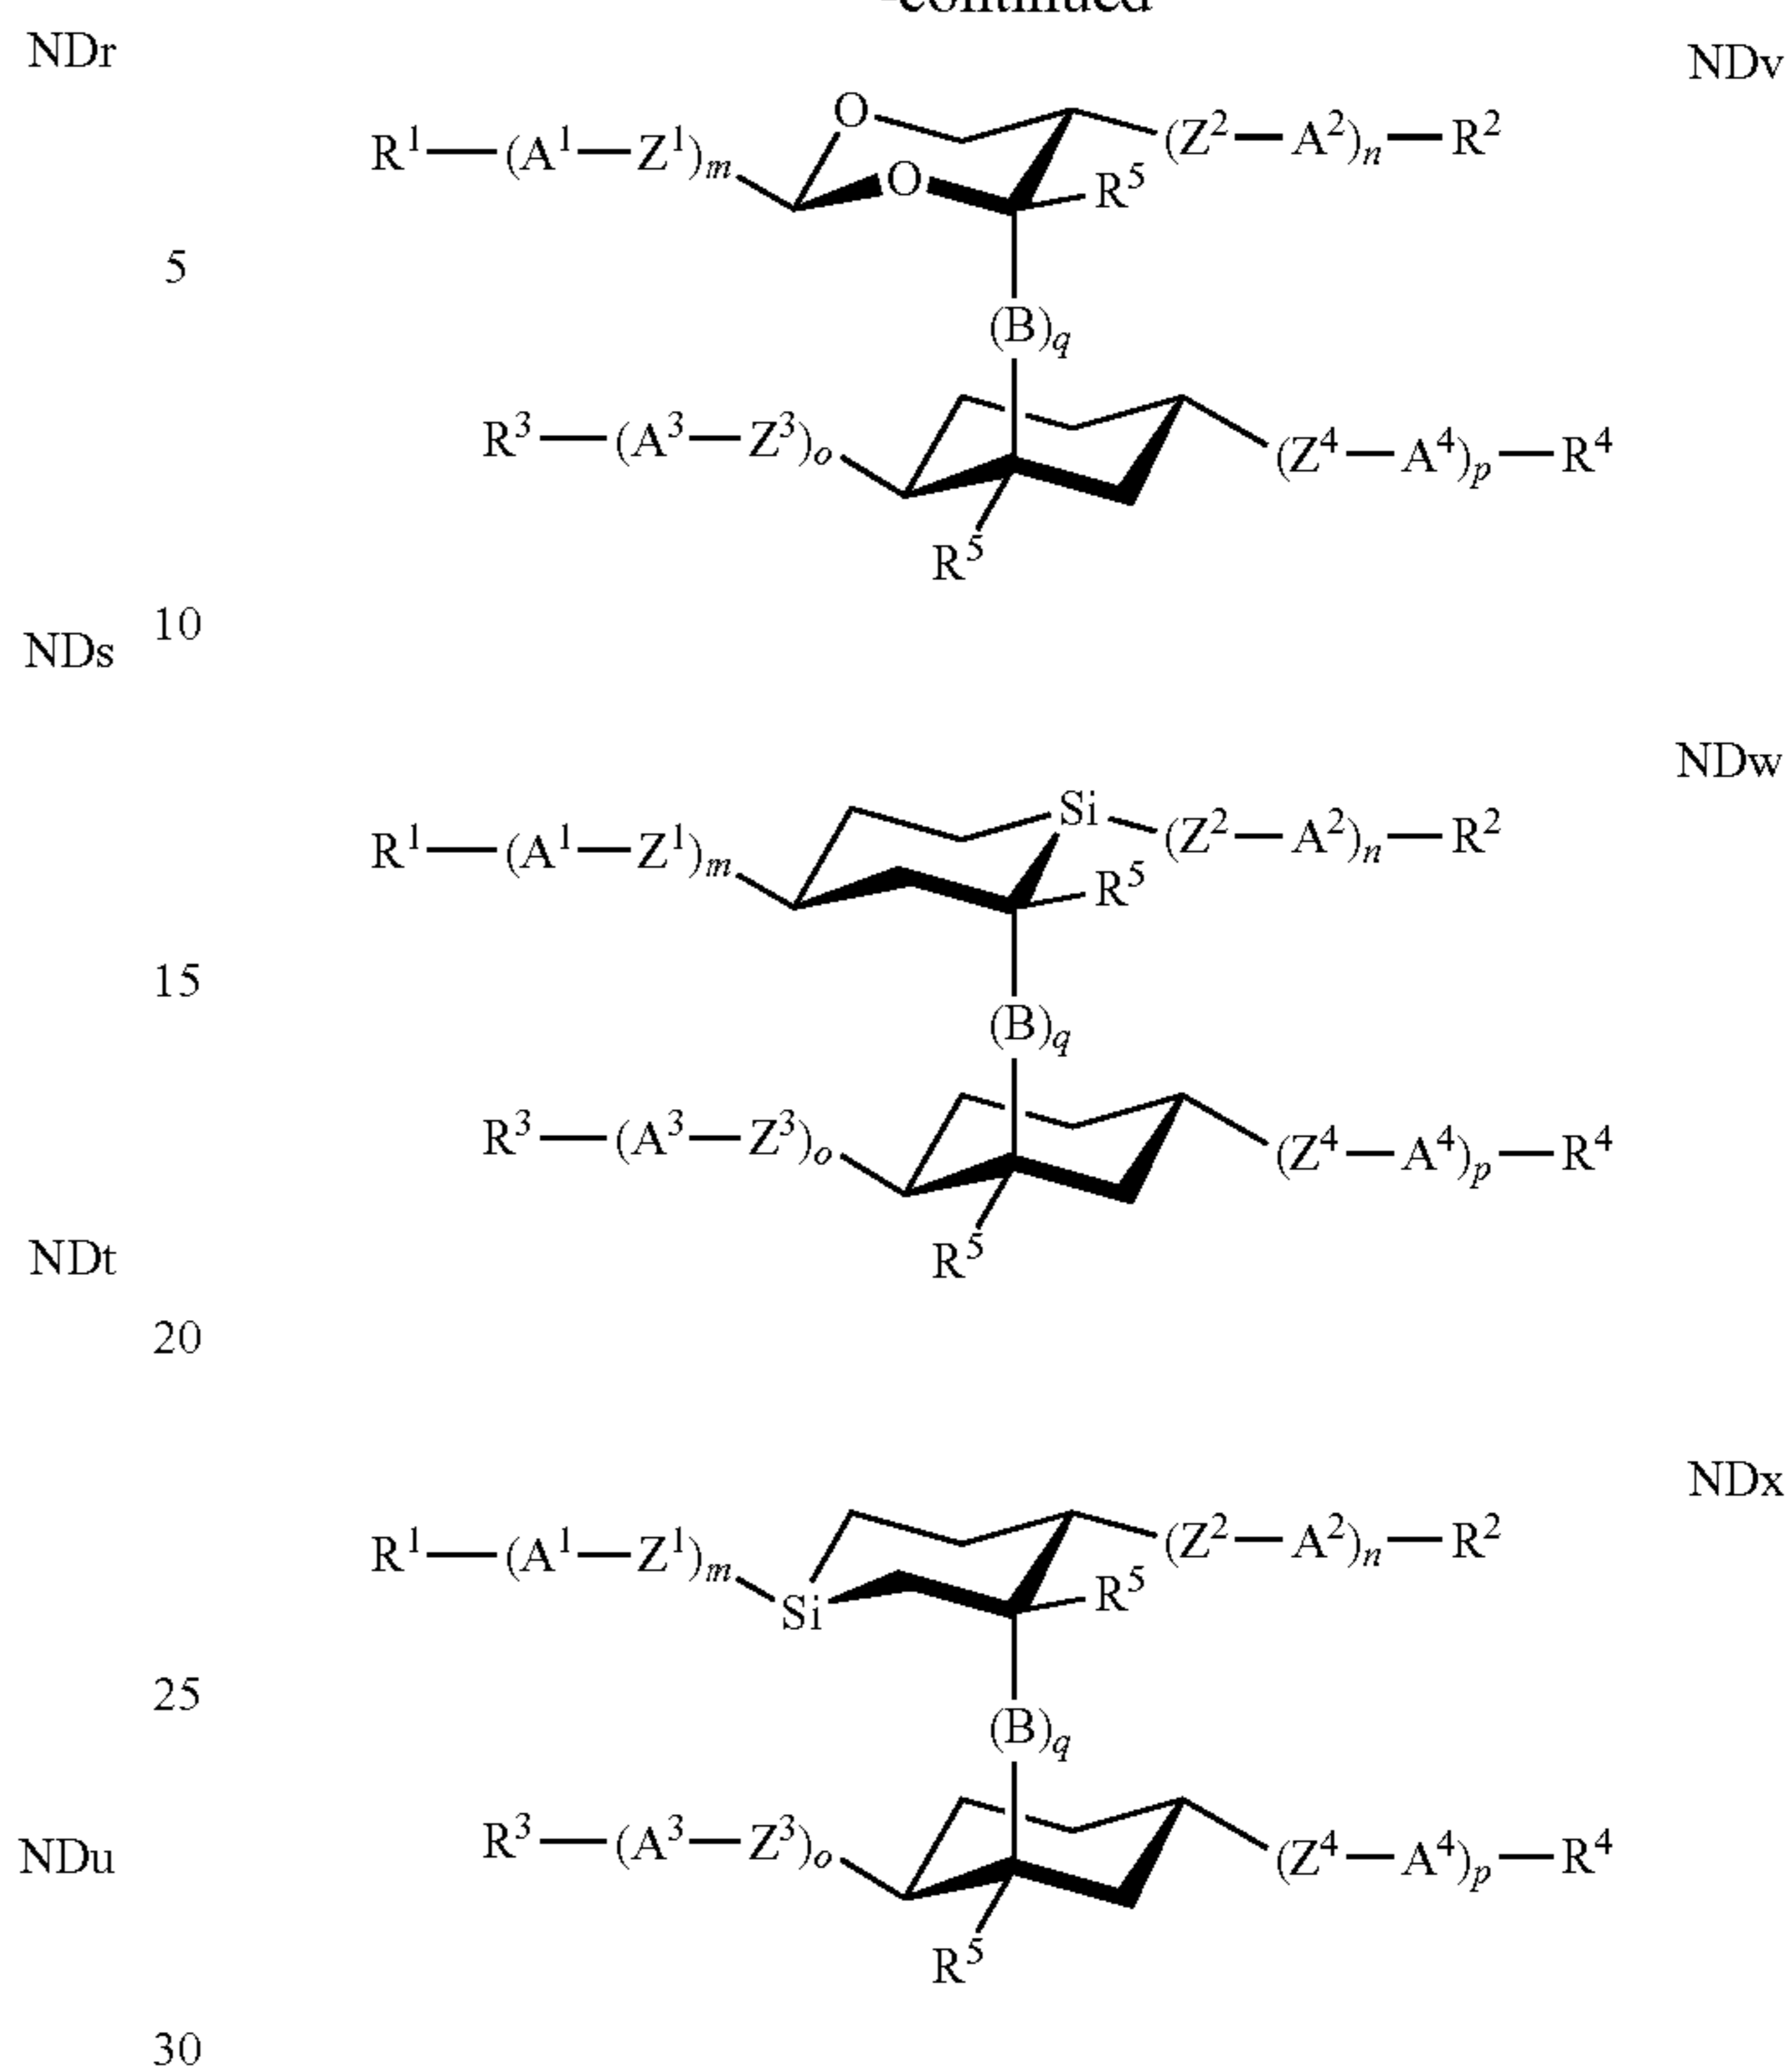 -continued
NDr
NDv
R¹—(A¹—Z¹)ₘ O O (Z²—A²)ₙ—R²
R⁵
5
(B)q
R³—(A³—Z³)ₒ (Z⁴—A⁴)ₚ—R⁴
R⁵
10
NDs
NDw
R¹—(A¹—Z¹)ₘ Si (Z²—A²)ₙ—R²
R⁵
15
(B)q
R³—(A³—Z³)ₒ (Z⁴—A⁴)ₚ—R⁴
R⁵
NDt
20
NDx
R¹—(A¹—Z¹)ₘ Si (Z²—A²)ₙ—R²
R⁵
25
(B)q
NDu
R³—(A³—Z³)ₒ (Z⁴—A⁴)ₚ—R⁴
R⁵
30